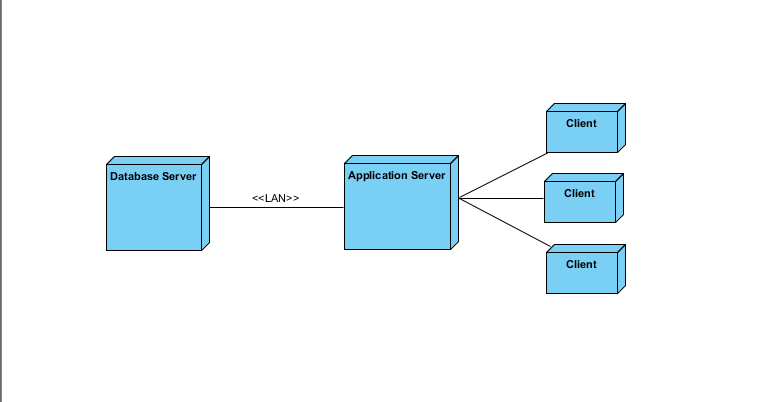 Database Server
<<LAN>>
Application Server
Client
Client
Client